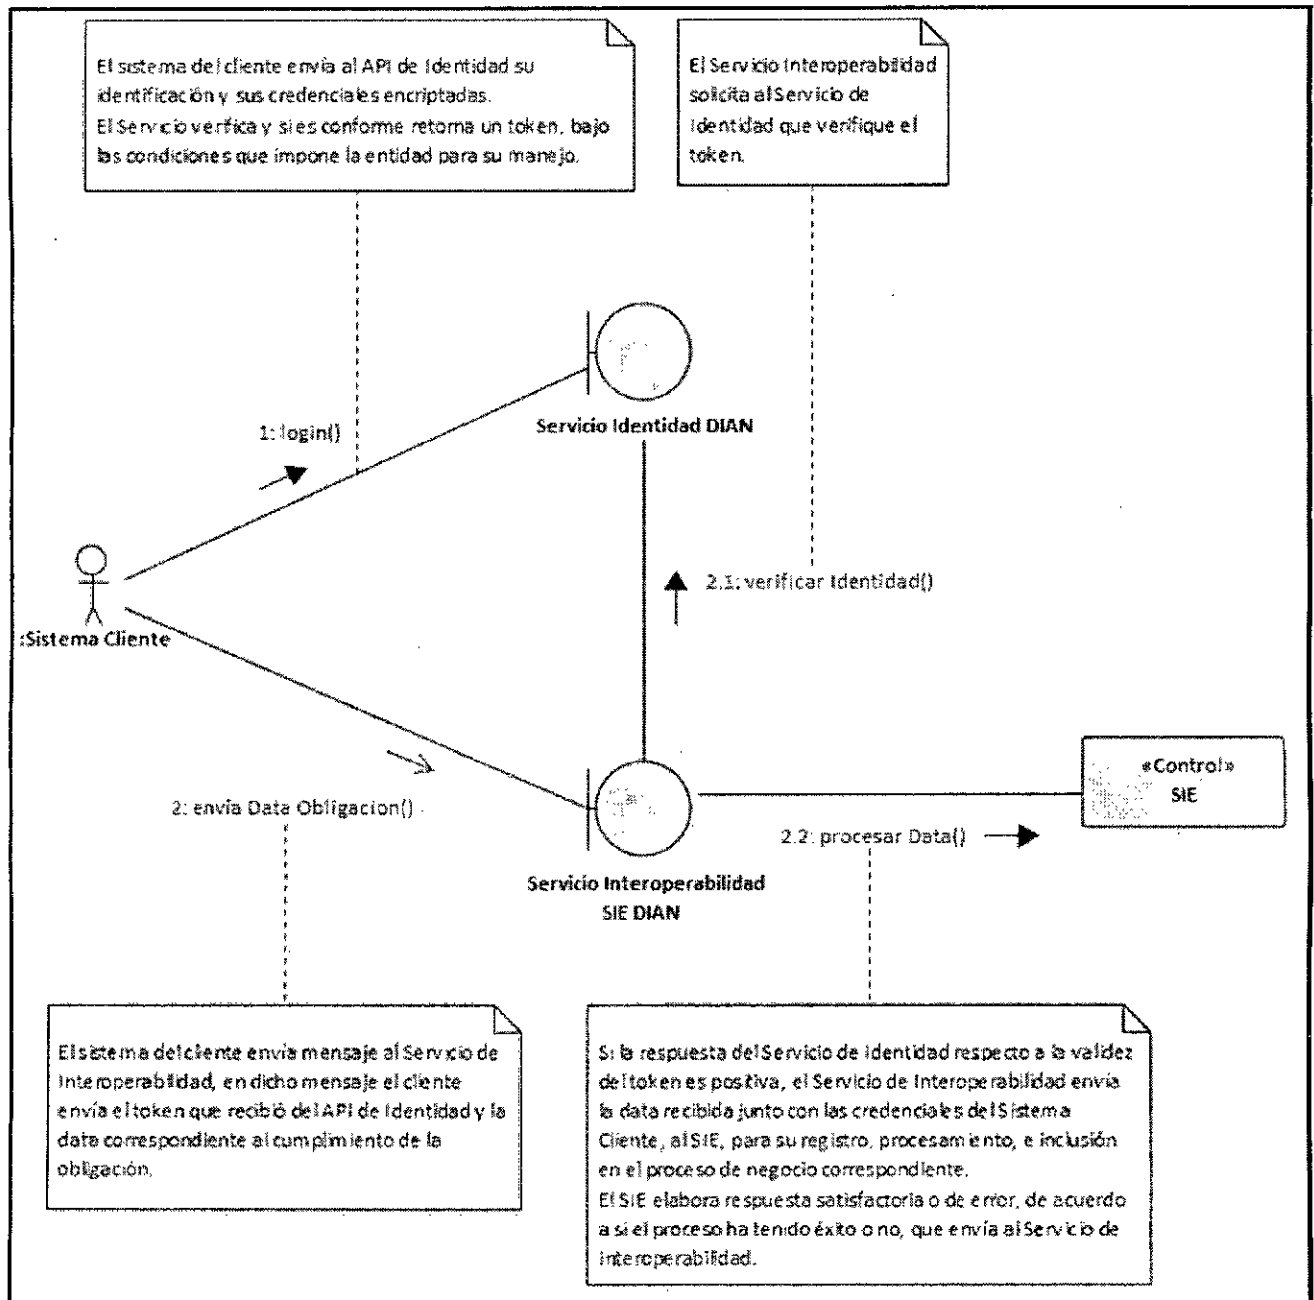 El sistema del cliente envía al API de Identidad su
identificación y sus credenciales encriptadas.
El Servicio verifica y si es conforme retorna un token, bajo
las condiciones que impone la entidad para su manejo.
El Servicio Interoperabilidad
solicita al Servicio de
Identidad que verifique el
token.
1: login()
Servicio Identidad DIAN
2.1: verificar Identidad()
:Sistema Cliente
«Control»
SIE
2: envía Data Obligacion()
2.2: procesar Data()
Servicio Interoperabilidad
SIE DIAN
El sistema del cliente envía mensaje al Servicio de
Interoperabilidad, en dicho mensaje el cliente
envía el token que recibió del API de Identidad y la
data correspondiente al cumplimiento de la
obligación.
Si la respuesta del Servicio de Identidad respecto a la validez
del token es positiva, el Servicio de Interoperabilidad envía
la data recibida junto con las credenciales del Sistema
Cliente, al SIE, para su registro, procesamiento, e inclusión
en el proceso de negocio correspondiente.
El SIE elabora respuesta satisfactoria o de error, de acuerdo
a si el proceso ha tenido éxito o no, que envía al Servicio de
Interoperabilidad.